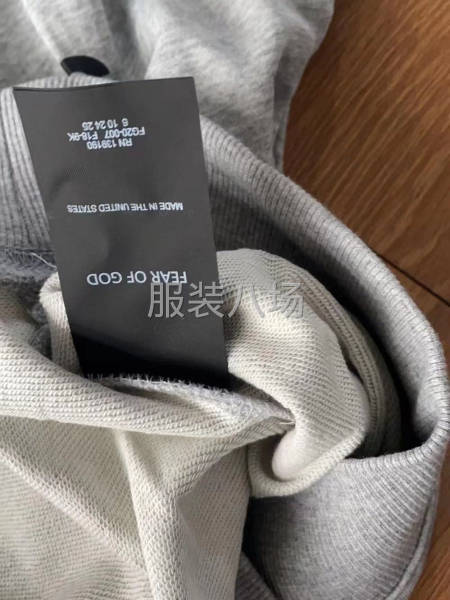 FEAR OF GOD
MADE IN THE UNITED STATES
FG20-007 F18-9K
6 10 24 25
RN 139190
服装八场